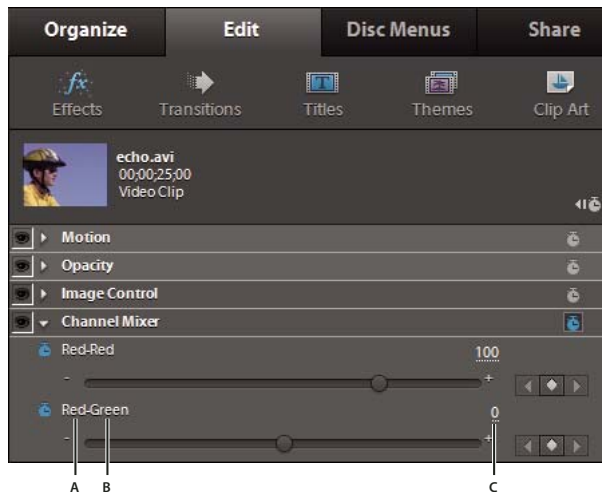 Organize Edit Disc Menus Share
fx
Effects Transitions Titles Themes Clip Art
T
echo.avi
00;00;25;00
Video Clip
Motion
Opacity
Image Control
Channel Mixer
Red-Red 100
- +
Red-Green 0
- +
A B C